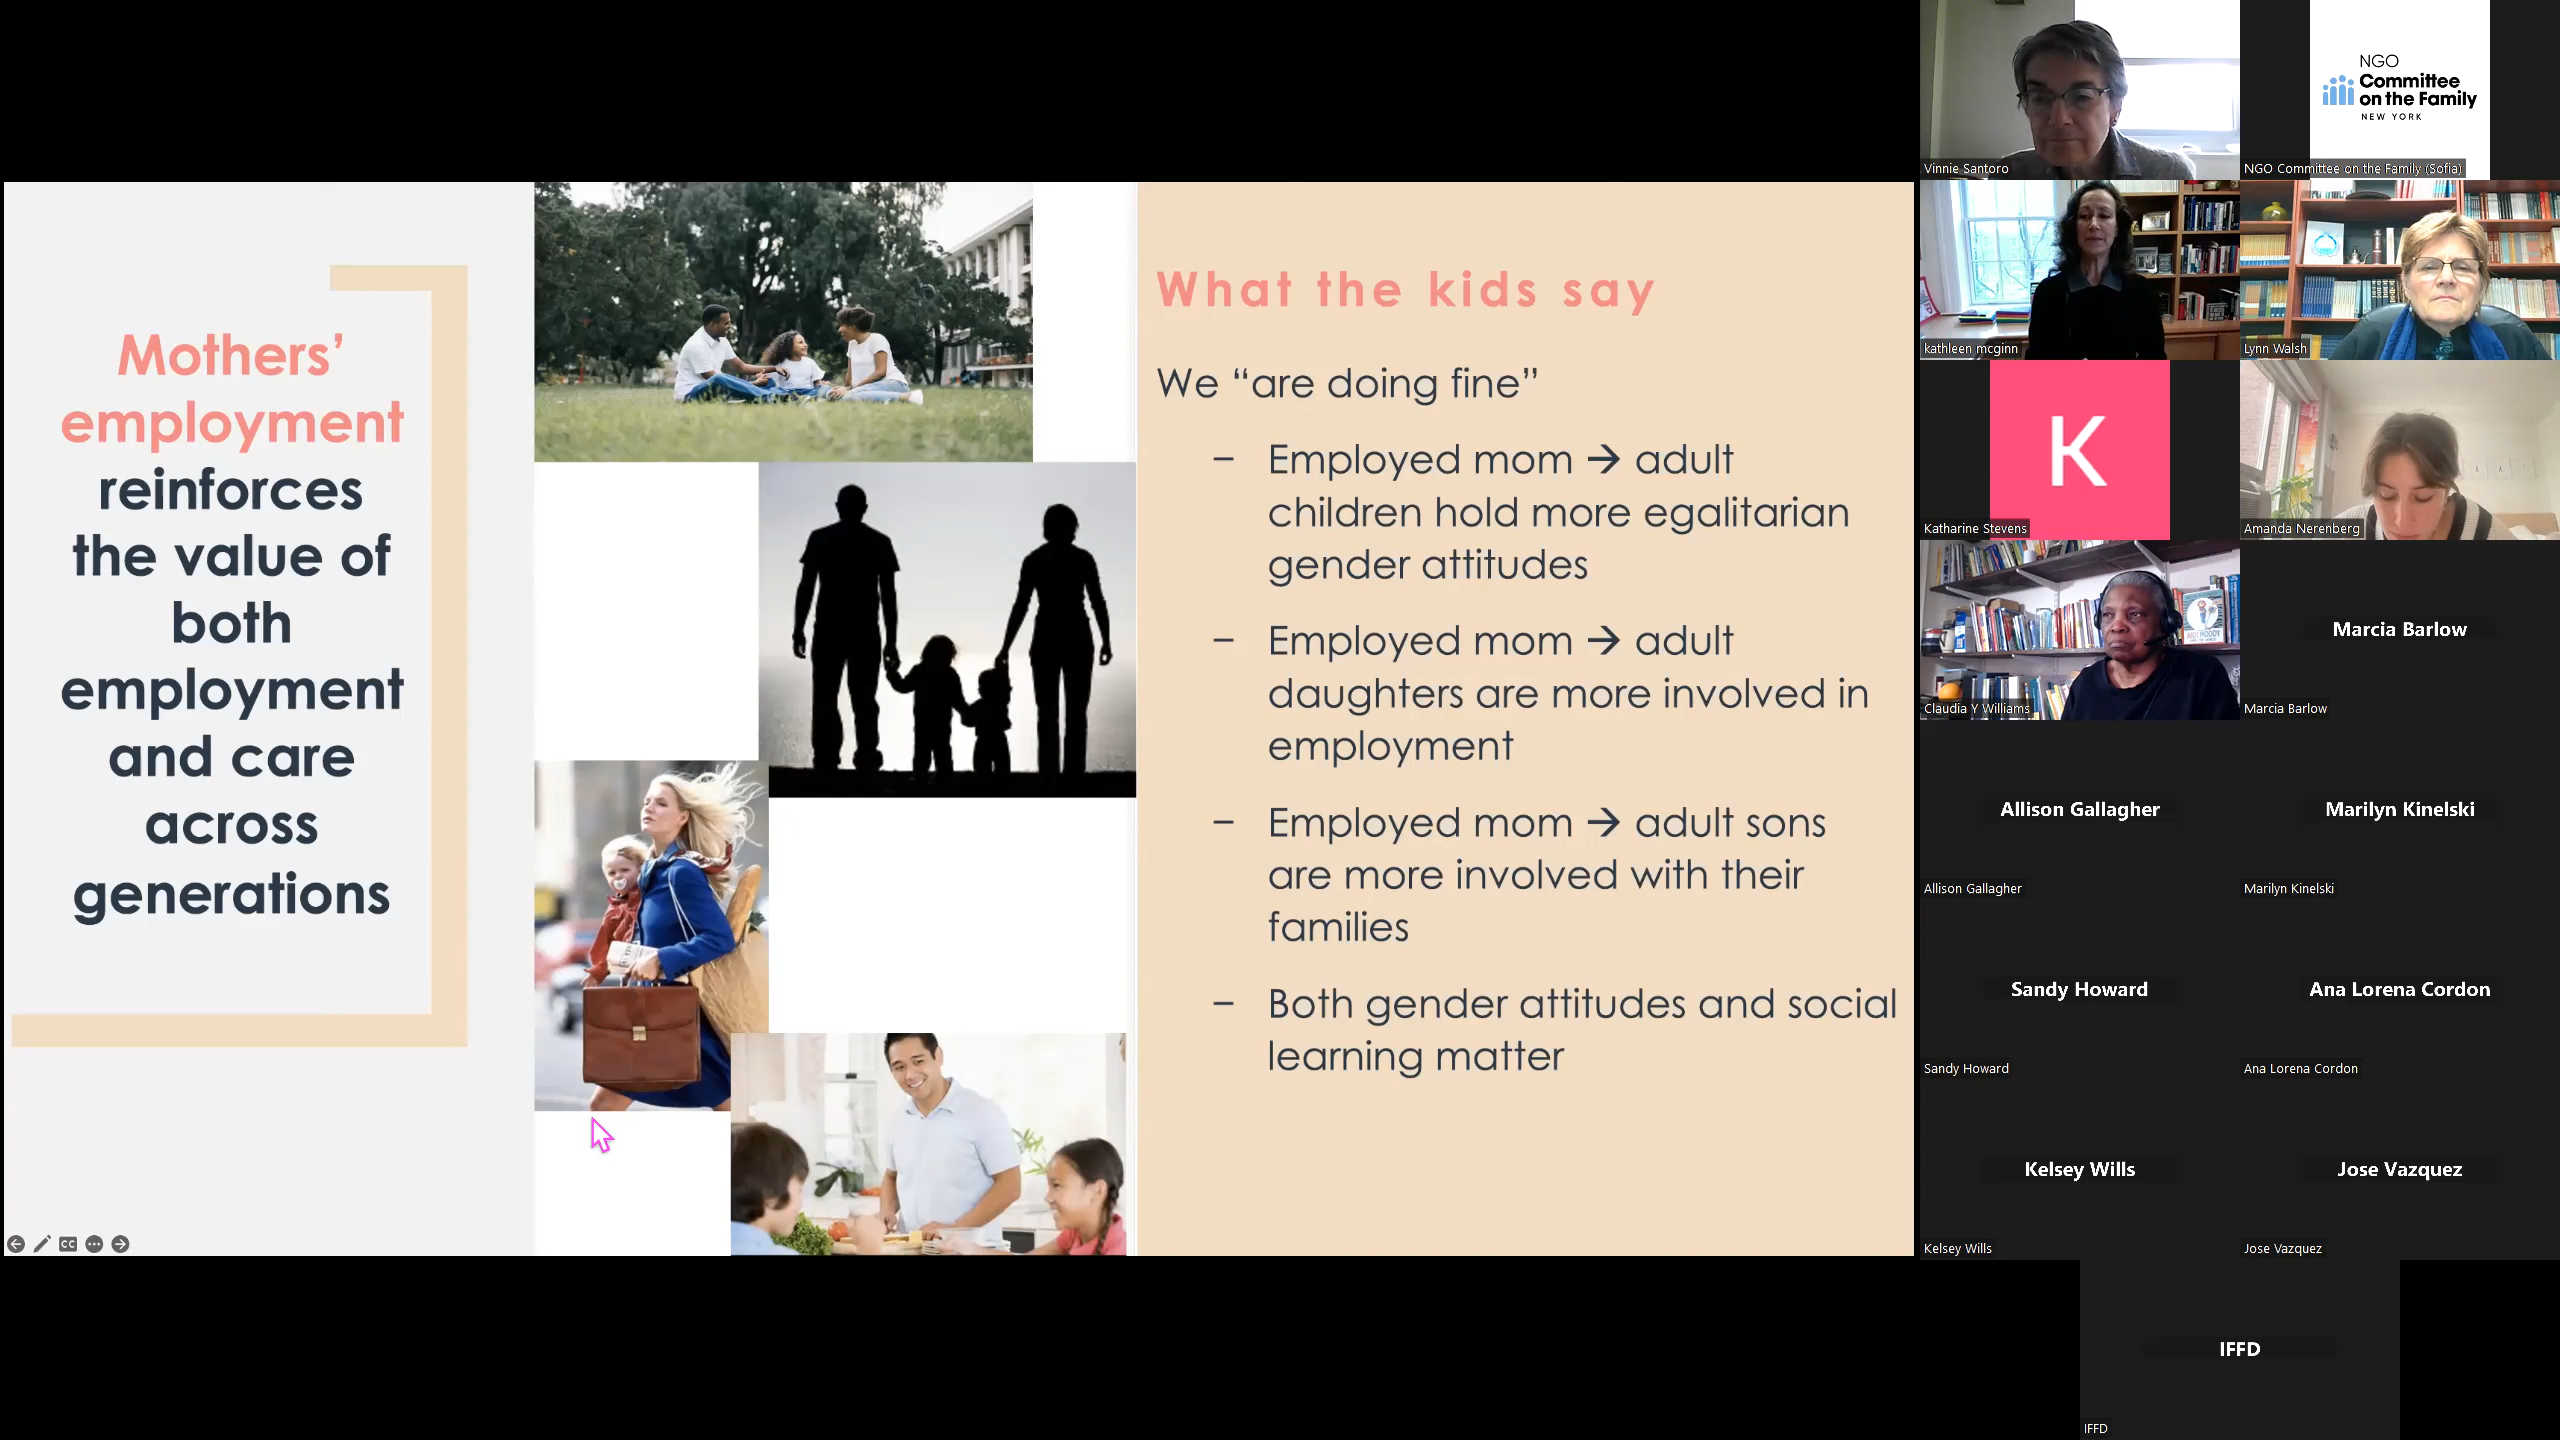 Mothers’
employment
reinforces
the value of
both
employment
and care
across
generations
What the kids say
We “are doing fine”
– Employed mom → adult
children hold more egalitarian
gender attitudes
– Employed mom → adult
daughters are more involved in
employment
– Employed mom → adult sons
are more involved with their
families
– Both gender attitudes and social
learning matter
CC
Vinnie Santoro
NGO
Committee
on the Family
NEW YORK
NGO Committee on the Family (Sofia)
kathleen mcginn
Lynn Walsh
K
Katharine Stevens
Amanda Nerenberg
JUDY MOODY
Claudia Y Williams
Marcia Barlow
Marcia Barlow
Allison Gallagher
Allison Gallagher
Marilyn Kinelski
Marilyn Kinelski
Sandy Howard
Sandy Howard
Ana Lorena Cordon
Ana Lorena Cordon
Kelsey Wills
Kelsey Wills
Jose Vazquez
Jose Vazquez
IFFD
IFFD